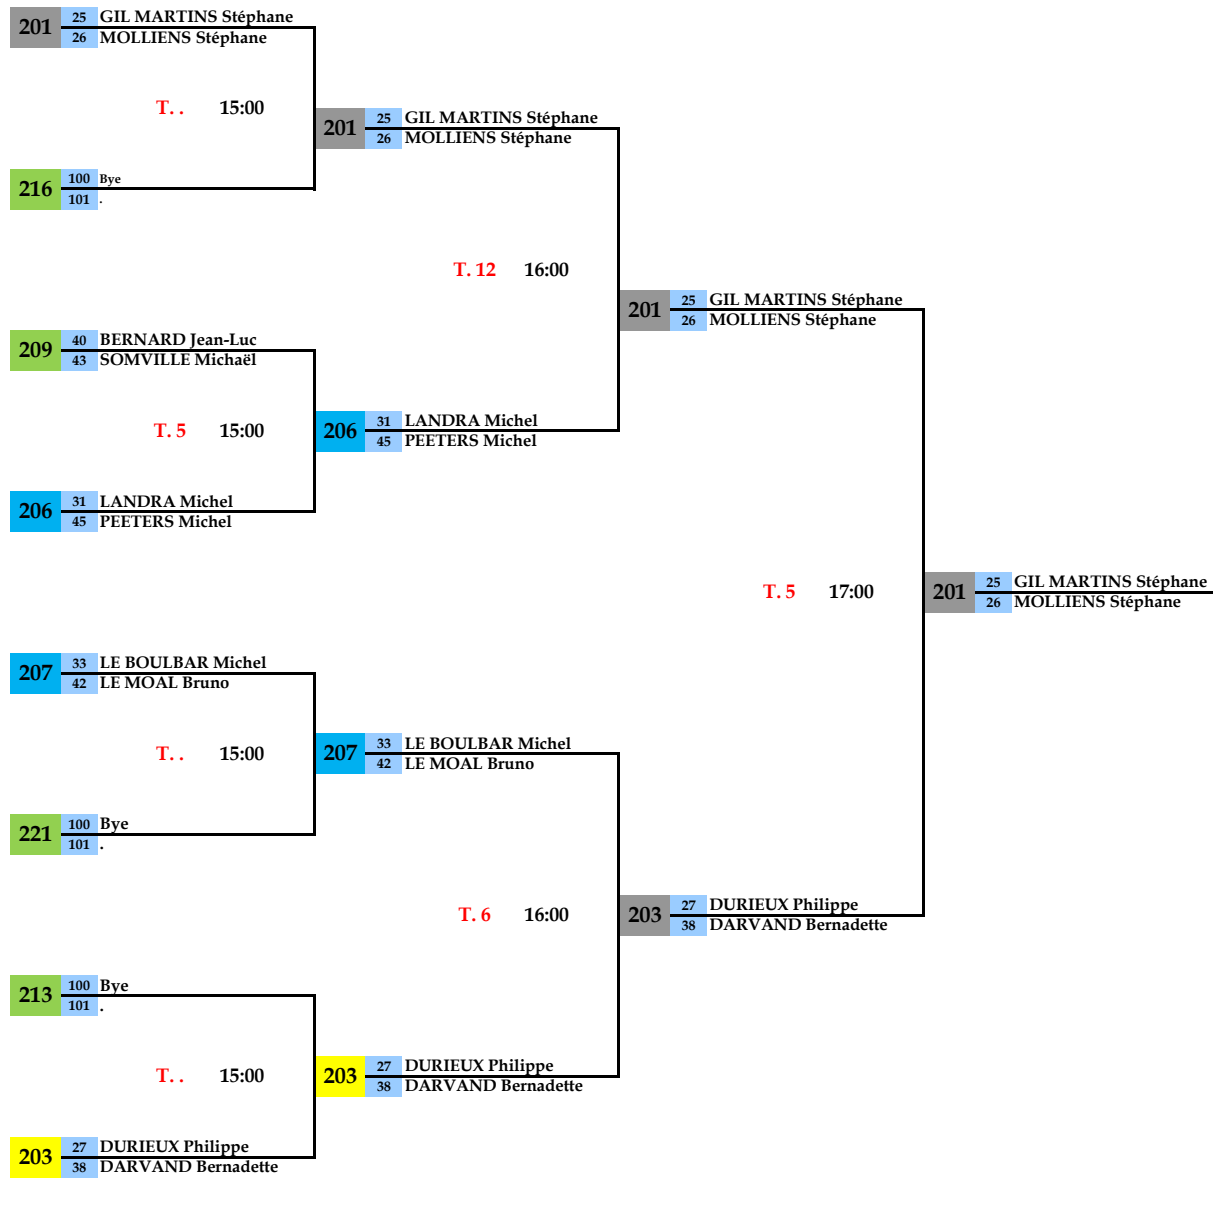 201 25 GIL MARTINS Stéphane
26 MOLLIENS Stéphane
T. . 15:00
201 25 GIL MARTINS Stéphane
26 MOLLIENS Stéphane
216 100 Bye
101 .
T. 12 16:00
201 25 GIL MARTINS Stéphane
26 MOLLIENS Stéphane
209 40 BERNARD Jean-Luc
43 SOMVILLE Michaël
T. 5 15:00
206 31 LANDRA Michel
45 PEETERS Michel
206 31 LANDRA Michel
45 PEETERS Michel
T. 5 17:00
201 25 GIL MARTINS Stéphane
26 MOLLIENS Stéphane
207 33 LE BOULBAR Michel
42 LE MOAL Bruno
T. . 15:00
207 33 LE BOULBAR Michel
42 LE MOAL Bruno
221 100 Bye
101 .
T. 6 16:00
203 27 DURIEUX Philippe
38 DARVAND Bernadette
213 100 Bye
101 .
T. . 15:00
203 27 DURIEUX Philippe
38 DARVAND Bernadette
203 27 DURIEUX Philippe
38 DARVAND Bernadette